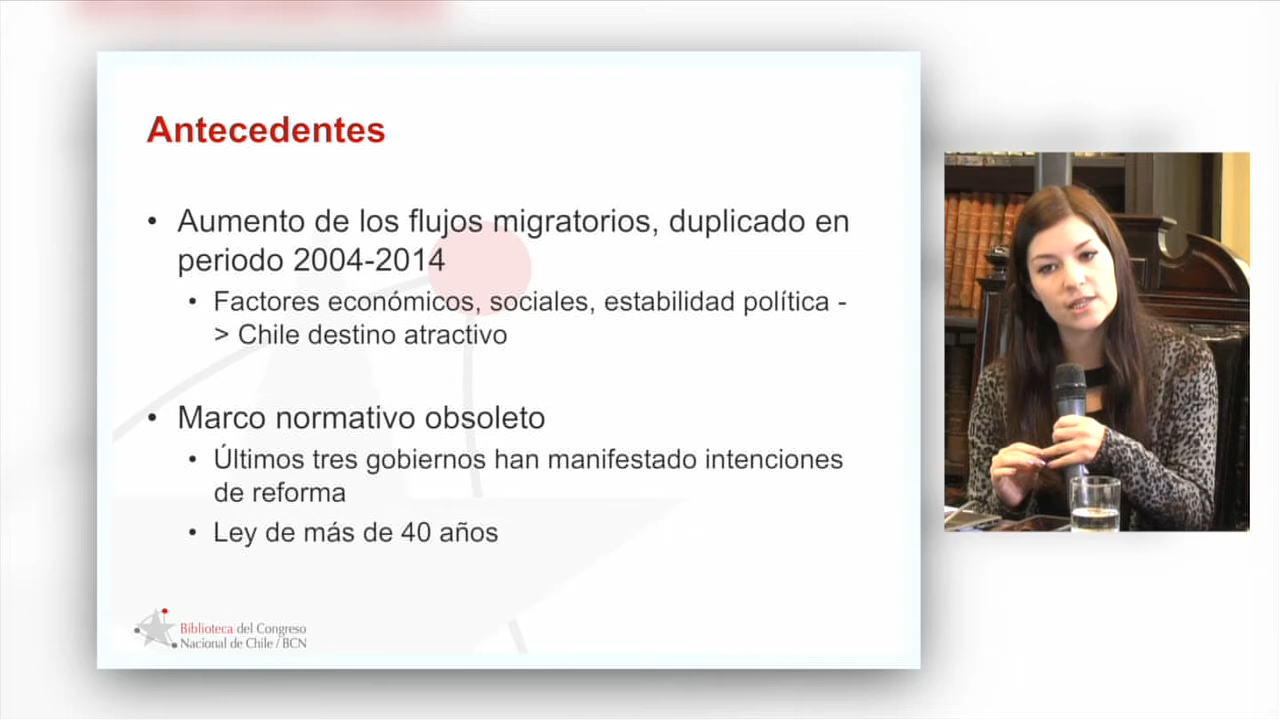 Antecedentes
• Aumento de los flujos migratorios, duplicado en
periodo 2004-2014
• Factores económicos, sociales, estabilidad política -
> Chile destino atractivo
• Marco normativo obsoleto
• Últimos tres gobiernos han manifestado intenciones
de reforma
• Ley de más de 40 años
Biblioteca del Congreso
Nacional de Chile / BCN